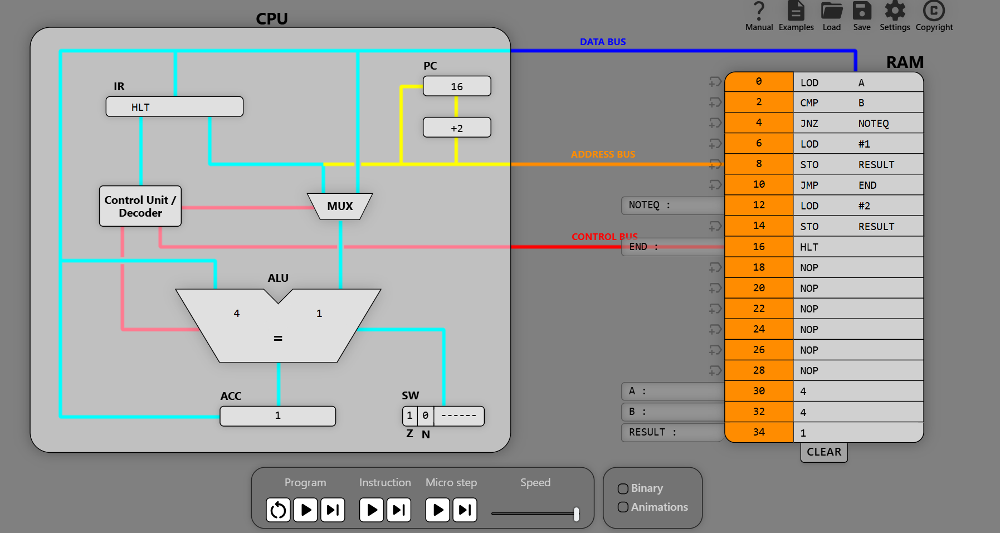 CPU
Manual Examples Load Save Settings Copyright
DATA BUS
RAM
PC
16
+2
IR
HLT
Control Unit /
Decoder
MUX
ADDRESS BUS
CONTROL BUS
ALU
4 1
=
ACC
1
SW
1 0 ------
Z N
0 LOD A
2 CMP B
4 JNZ NOTEQ
6 LOD #1
8 STO RESULT
10 JMP END
NOTEQ : 12 LOD #2
14 STO RESULT
END : 16 HLT
18 NOP
20 NOP
22 NOP
24 NOP
26 NOP
28 NOP
A : 30 4
B : 32 4
RESULT : 34 1
CLEAR
Program Instruction Micro step Speed
Binary
Animations